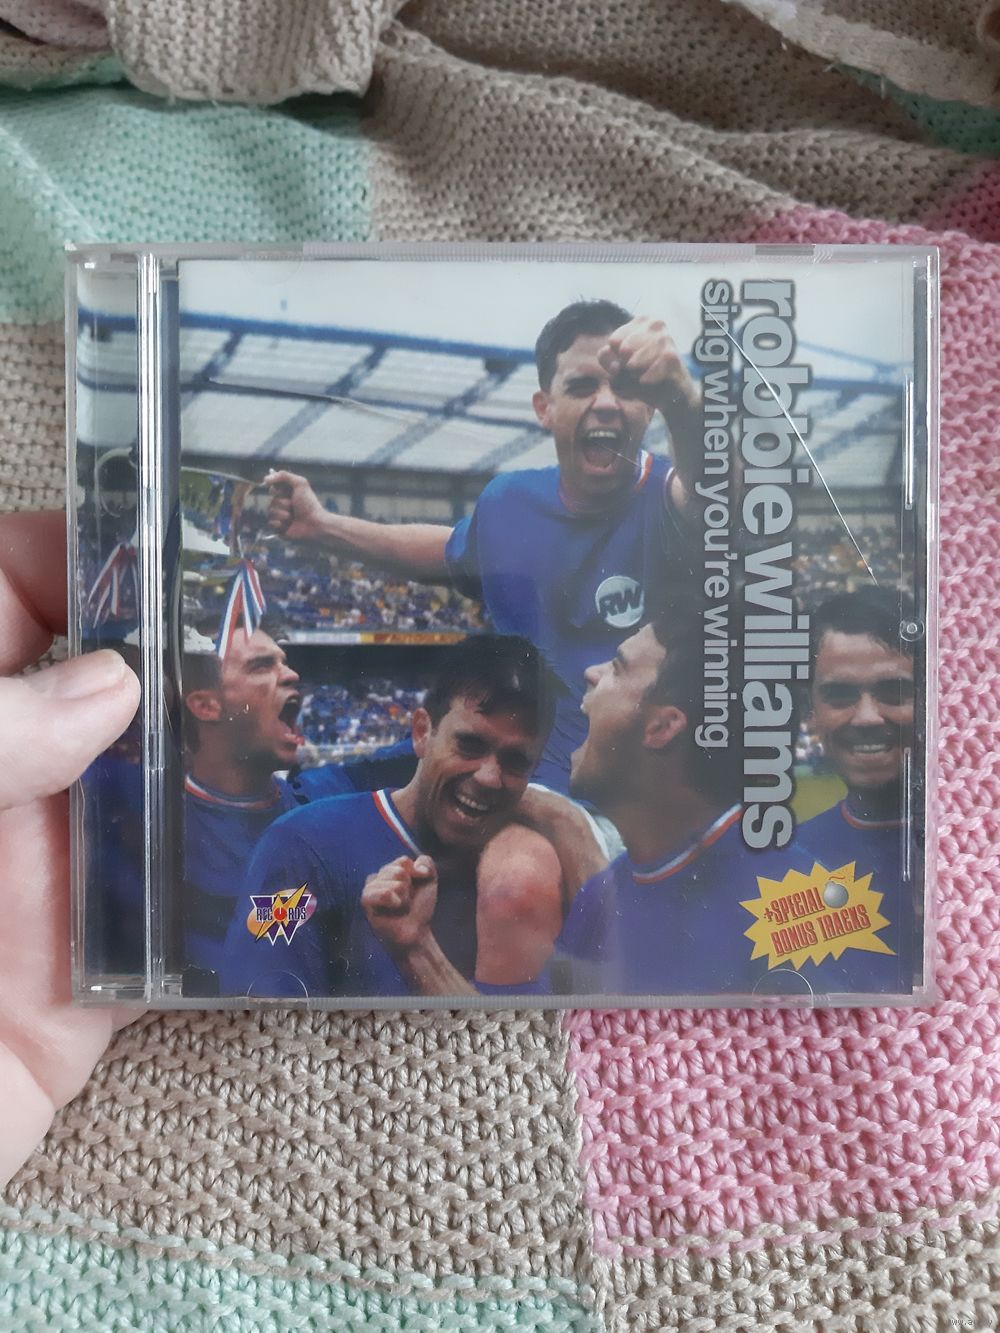 robbie williams
sing when you're winning
RW
W
RECORDS
+SPECIAL
BONUS TRACKS